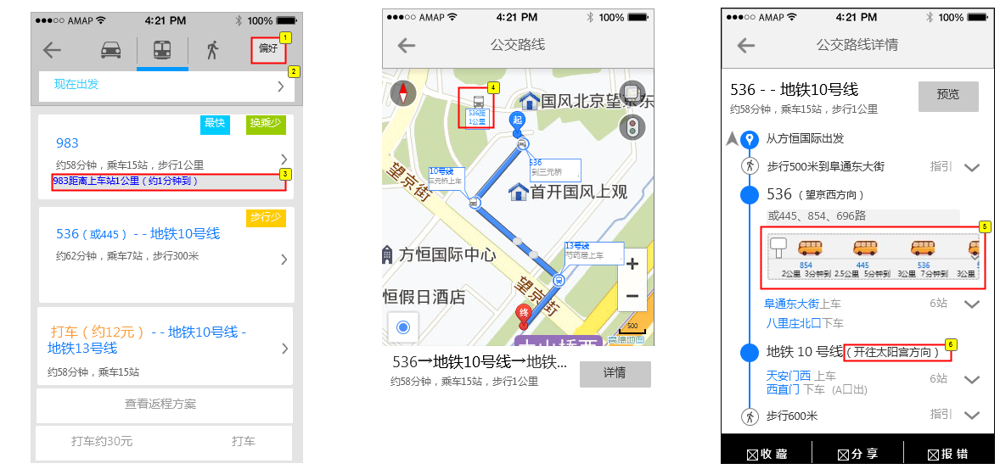 AMAP
4:21 PM
100%
偏好
1
2
现在出发
最快
换乘少
983
约58分钟，乘车15站，步行1公里
3
983距离上车站1公里（约1分钟到）
步行少
536（或445）--地铁10号线
约62分钟，乘车7站，步行300米
打车（约12元）--地铁10号线-
地铁13号线
约58分钟，乘车15站
查看返程方案
打车约30元
打车
AMAP
4:21 PM
100%
公交路线
4
536距
1公里
国风北京望京东
起
536
到三元桥
10号线
三元桥上车
望京街
首开国风上观
方恒国际中心
13号线
芍药居上车
望京街
恒假日酒店
终
500
高德地图
536→地铁10号线→地铁...
约58分钟，乘车15站，步行1公里
详情
AMAP
4:21 PM
100%
公交路线详情
536 - - 地铁10号线
约58分钟，乘车15站，步行1公里
预览
从方恒国际出发
步行500米到阜通东大街
指引
536（望京西方向）
或445、854、696路
5
854
445
536
2公里 3分钟到
2.5公里 5分钟到
3公里 7分钟到
3公里
阜通东大街上车
6站
八里庄北口下车
6
地铁 10 号线（开往太阳宫方向）
天安门西 上车
6站
西直门 下车 (A口出)
步行600米
指引
收 藏
分 享
报 错